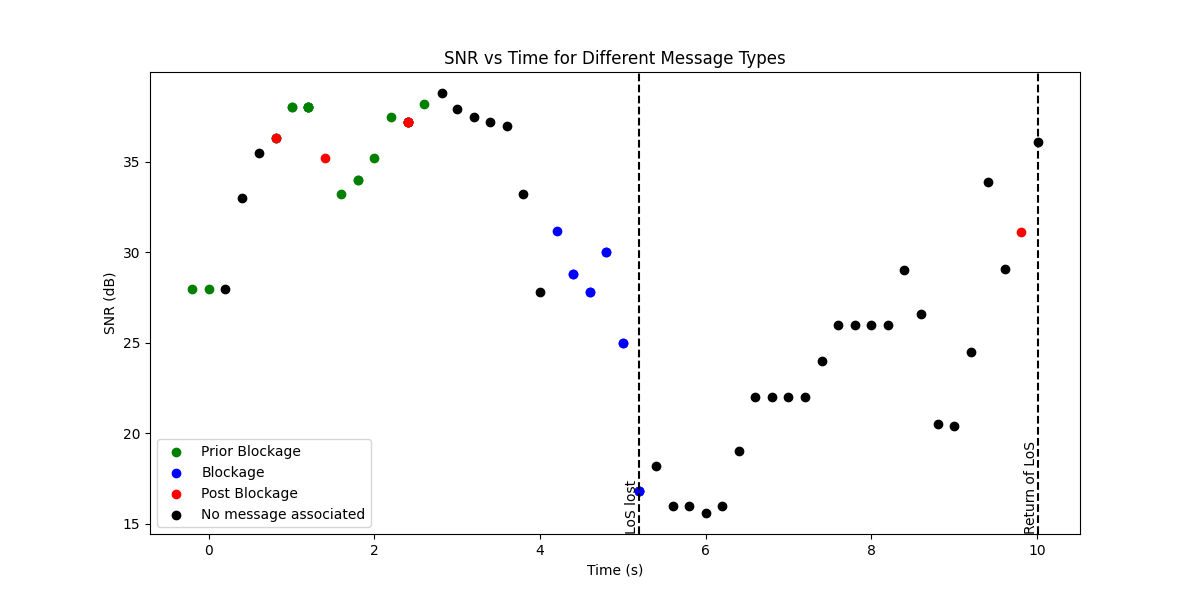 SNR vs Time for Different Message Types
SNR (dB)
35
30
25
20
15
Prior Blockage
Blockage
Post Blockage
No message associated
LoS lost
Return of LoS
0
2
4
6
8
10
Time (s)